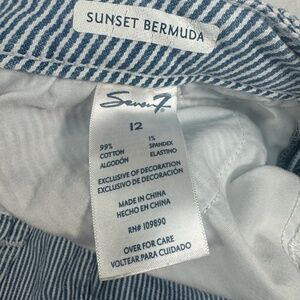 SUNSET BERMUDA
Seven7
12
99% 1%
COTTON SPANDEX
ALGODÓN ELASTINO
EXCLUSIVE OF DECORATION
EXCLUSIVO DE DECORACIÓN
MADE IN CHINA
HECHO EN CHINA
RN# 109890
OVER FOR CARE
VOLTEAR PARA CUIDADO